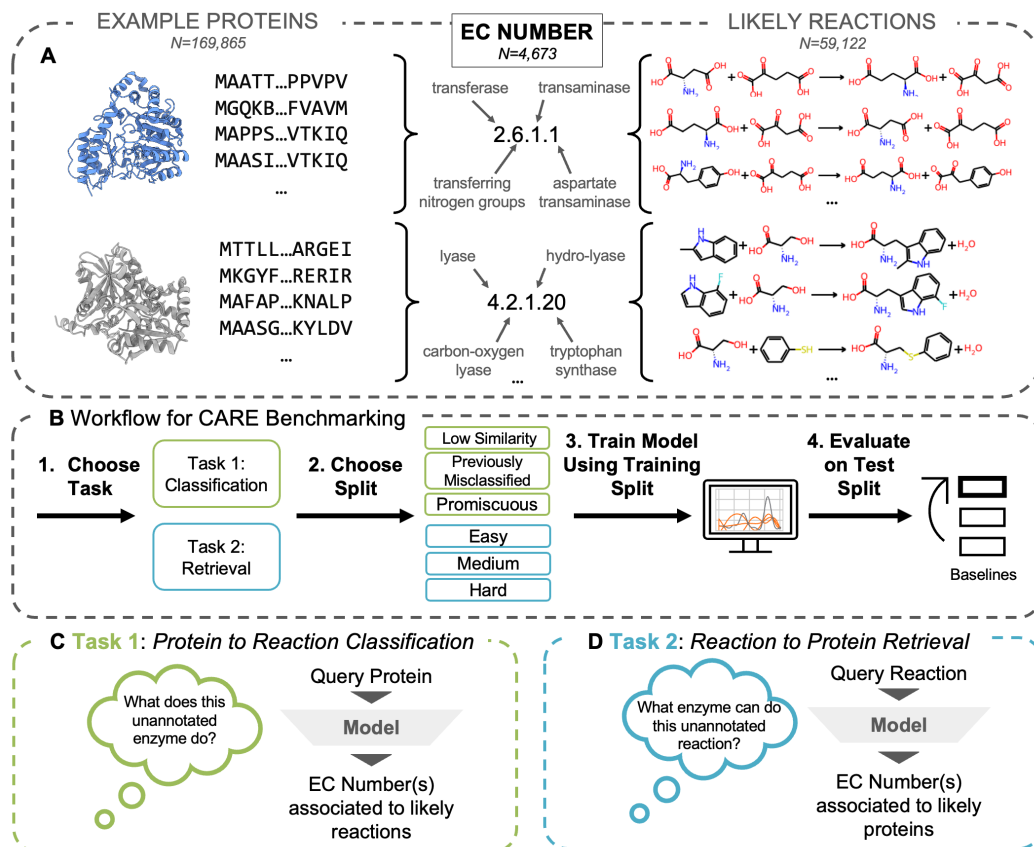 EXAMPLE PROTEINS
N=169,865
EC NUMBER
N=4,673
LIKELY REACTIONS
N=59,122
A
MAATT...PPVPV
MGQKB...FVAVM
MAPPS...VTKIQ
MAASI...VTKIQ
...
transferase
transaminase
2.6.1.1
transferring
nitrogen groups
aspartate
transaminase
...
MTTLL...ARGEI
MKGYF...RERIR
MAFAP...KNALP
MAASG...KYLDV
...
lyase
hydro-lyase
4.2.1.20
carbon-oxygen
lyase
tryptophan
synthase
...
...
B Workflow for CARE Benchmarking
1. Choose
Task
Task 1:
Classification
Task 2:
Retrieval
2. Choose
Split
Low Similarity
Previously
Misclassified
Promiscuous
Easy
Medium
Hard
3. Train Model
Using Training
Split
4. Evaluate
on Test
Split
Baselines
C Task 1: Protein to Reaction Classification
What does this
unannotated
enzyme do?
Query Protein
Model
EC Number(s)
associated to likely
reactions
D Task 2: Reaction to Protein Retrieval
What enzyme can do
this unannotated
reaction?
Query Reaction
Model
EC Number(s)
associated to likely
proteins